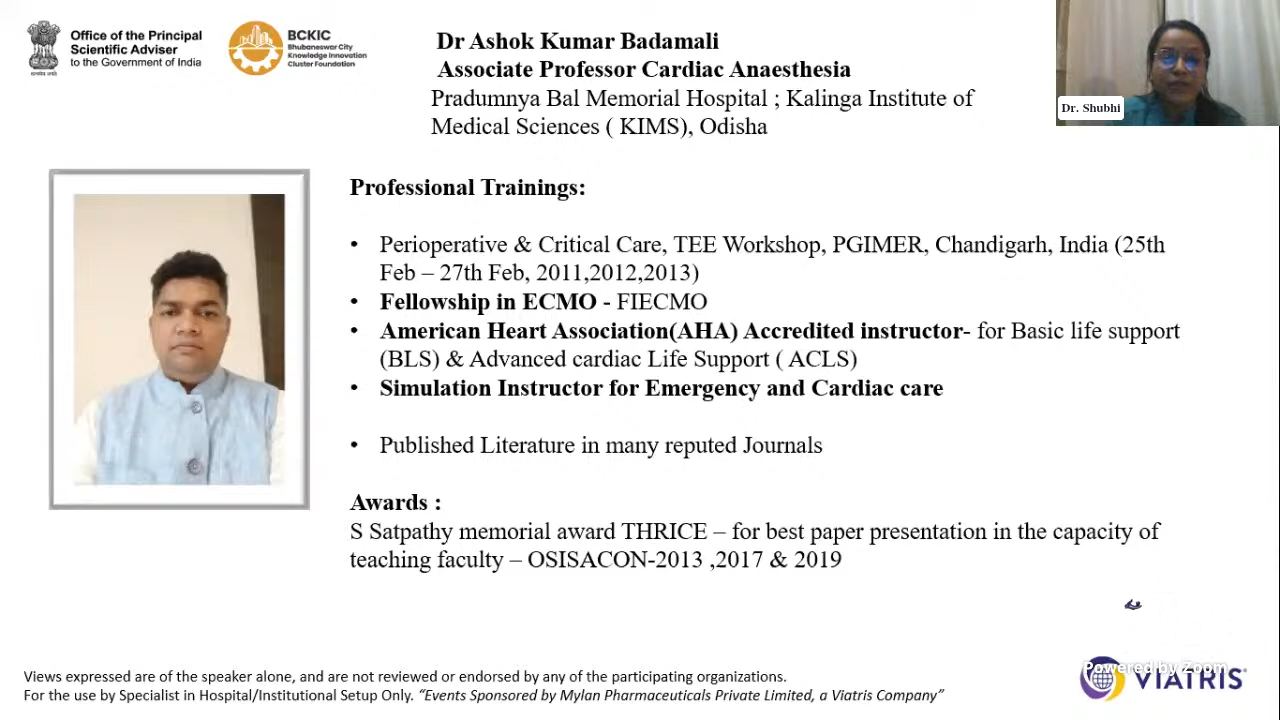 Office of the Principal
Scientific Adviser
to the Government of India
BCKIC
Bhubaneswar City
Knowledge Innovation
Cluster Foundation
Dr Ashok Kumar Badamali
Associate Professor Cardiac Anaesthesia
Pradumnya Bal Memorial Hospital ; Kalinga Institute of
Medical Sciences ( KIMS), Odisha
Dr. Shubhi
Professional Trainings:
• Perioperative & Critical Care, TEE Workshop, PGIMER, Chandigarh, India (25th
Feb – 27th Feb, 2011,2012,2013)
• Fellowship in ECMO - FIECMO
• American Heart Association(AHA) Accredited instructor- for Basic life support
(BLS) & Advanced cardiac Life Support ( ACLS)
• Simulation Instructor for Emergency and Cardiac care
• Published Literature in many reputed Journals
Awards :
S Satpathy memorial award THRICE – for best paper presentation in the capacity of
teaching faculty – OSISACON-2013 ,2017 & 2019
Views expressed are of the speaker alone, and are not reviewed or endorsed by any of the participating organizations.
For the use by Specialist in Hospital/Institutional Setup Only. “Events Sponsored by Mylan Pharmaceuticals Private Limited, a Viatris Company”
Powered by Zoom
VIATRIS